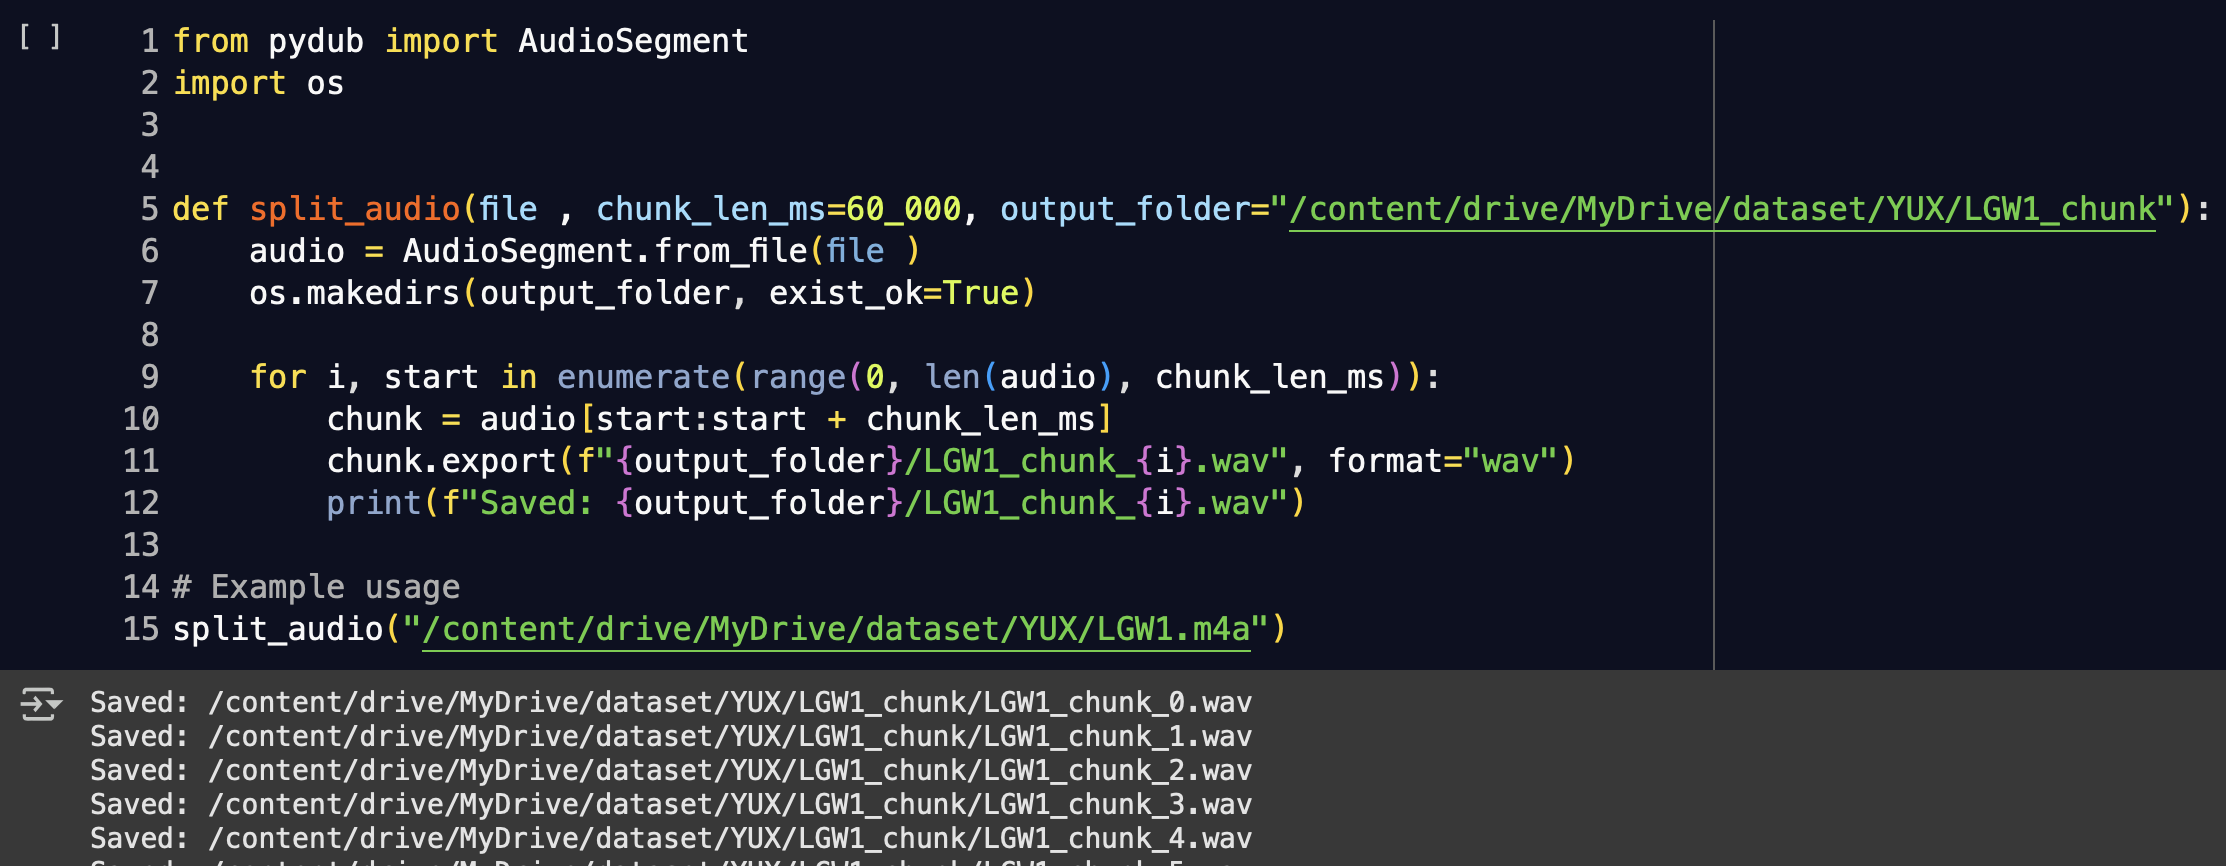 [ ]
1 from pydub import AudioSegment
2 import os
3
4
5 def split_audio(file , chunk_len_ms=60_000, output_folder="/content/drive/MyDrive/dataset/YUX/LGW1_chunk"):
6     audio = AudioSegment.from_file(file )
7     os.makedirs(output_folder, exist_ok=True)
8
9     for i, start in enumerate(range(0, len(audio), chunk_len_ms)):
10         chunk = audio[start:start + chunk_len_ms]
11         chunk.export(f"{output_folder}/LGW1_chunk_{i}.wav", format="wav")
12         print(f"Saved: {output_folder}/LGW1_chunk_{i}.wav")
13
14 # Example usage
15 split_audio("/content/drive/MyDrive/dataset/YUX/LGW1.m4a")
Saved: /content/drive/MyDrive/dataset/YUX/LGW1_chunk/LGW1_chunk_0.wav
Saved: /content/drive/MyDrive/dataset/YUX/LGW1_chunk/LGW1_chunk_1.wav
Saved: /content/drive/MyDrive/dataset/YUX/LGW1_chunk/LGW1_chunk_2.wav
Saved: /content/drive/MyDrive/dataset/YUX/LGW1_chunk/LGW1_chunk_3.wav
Saved: /content/drive/MyDrive/dataset/YUX/LGW1_chunk/LGW1_chunk_4.wav